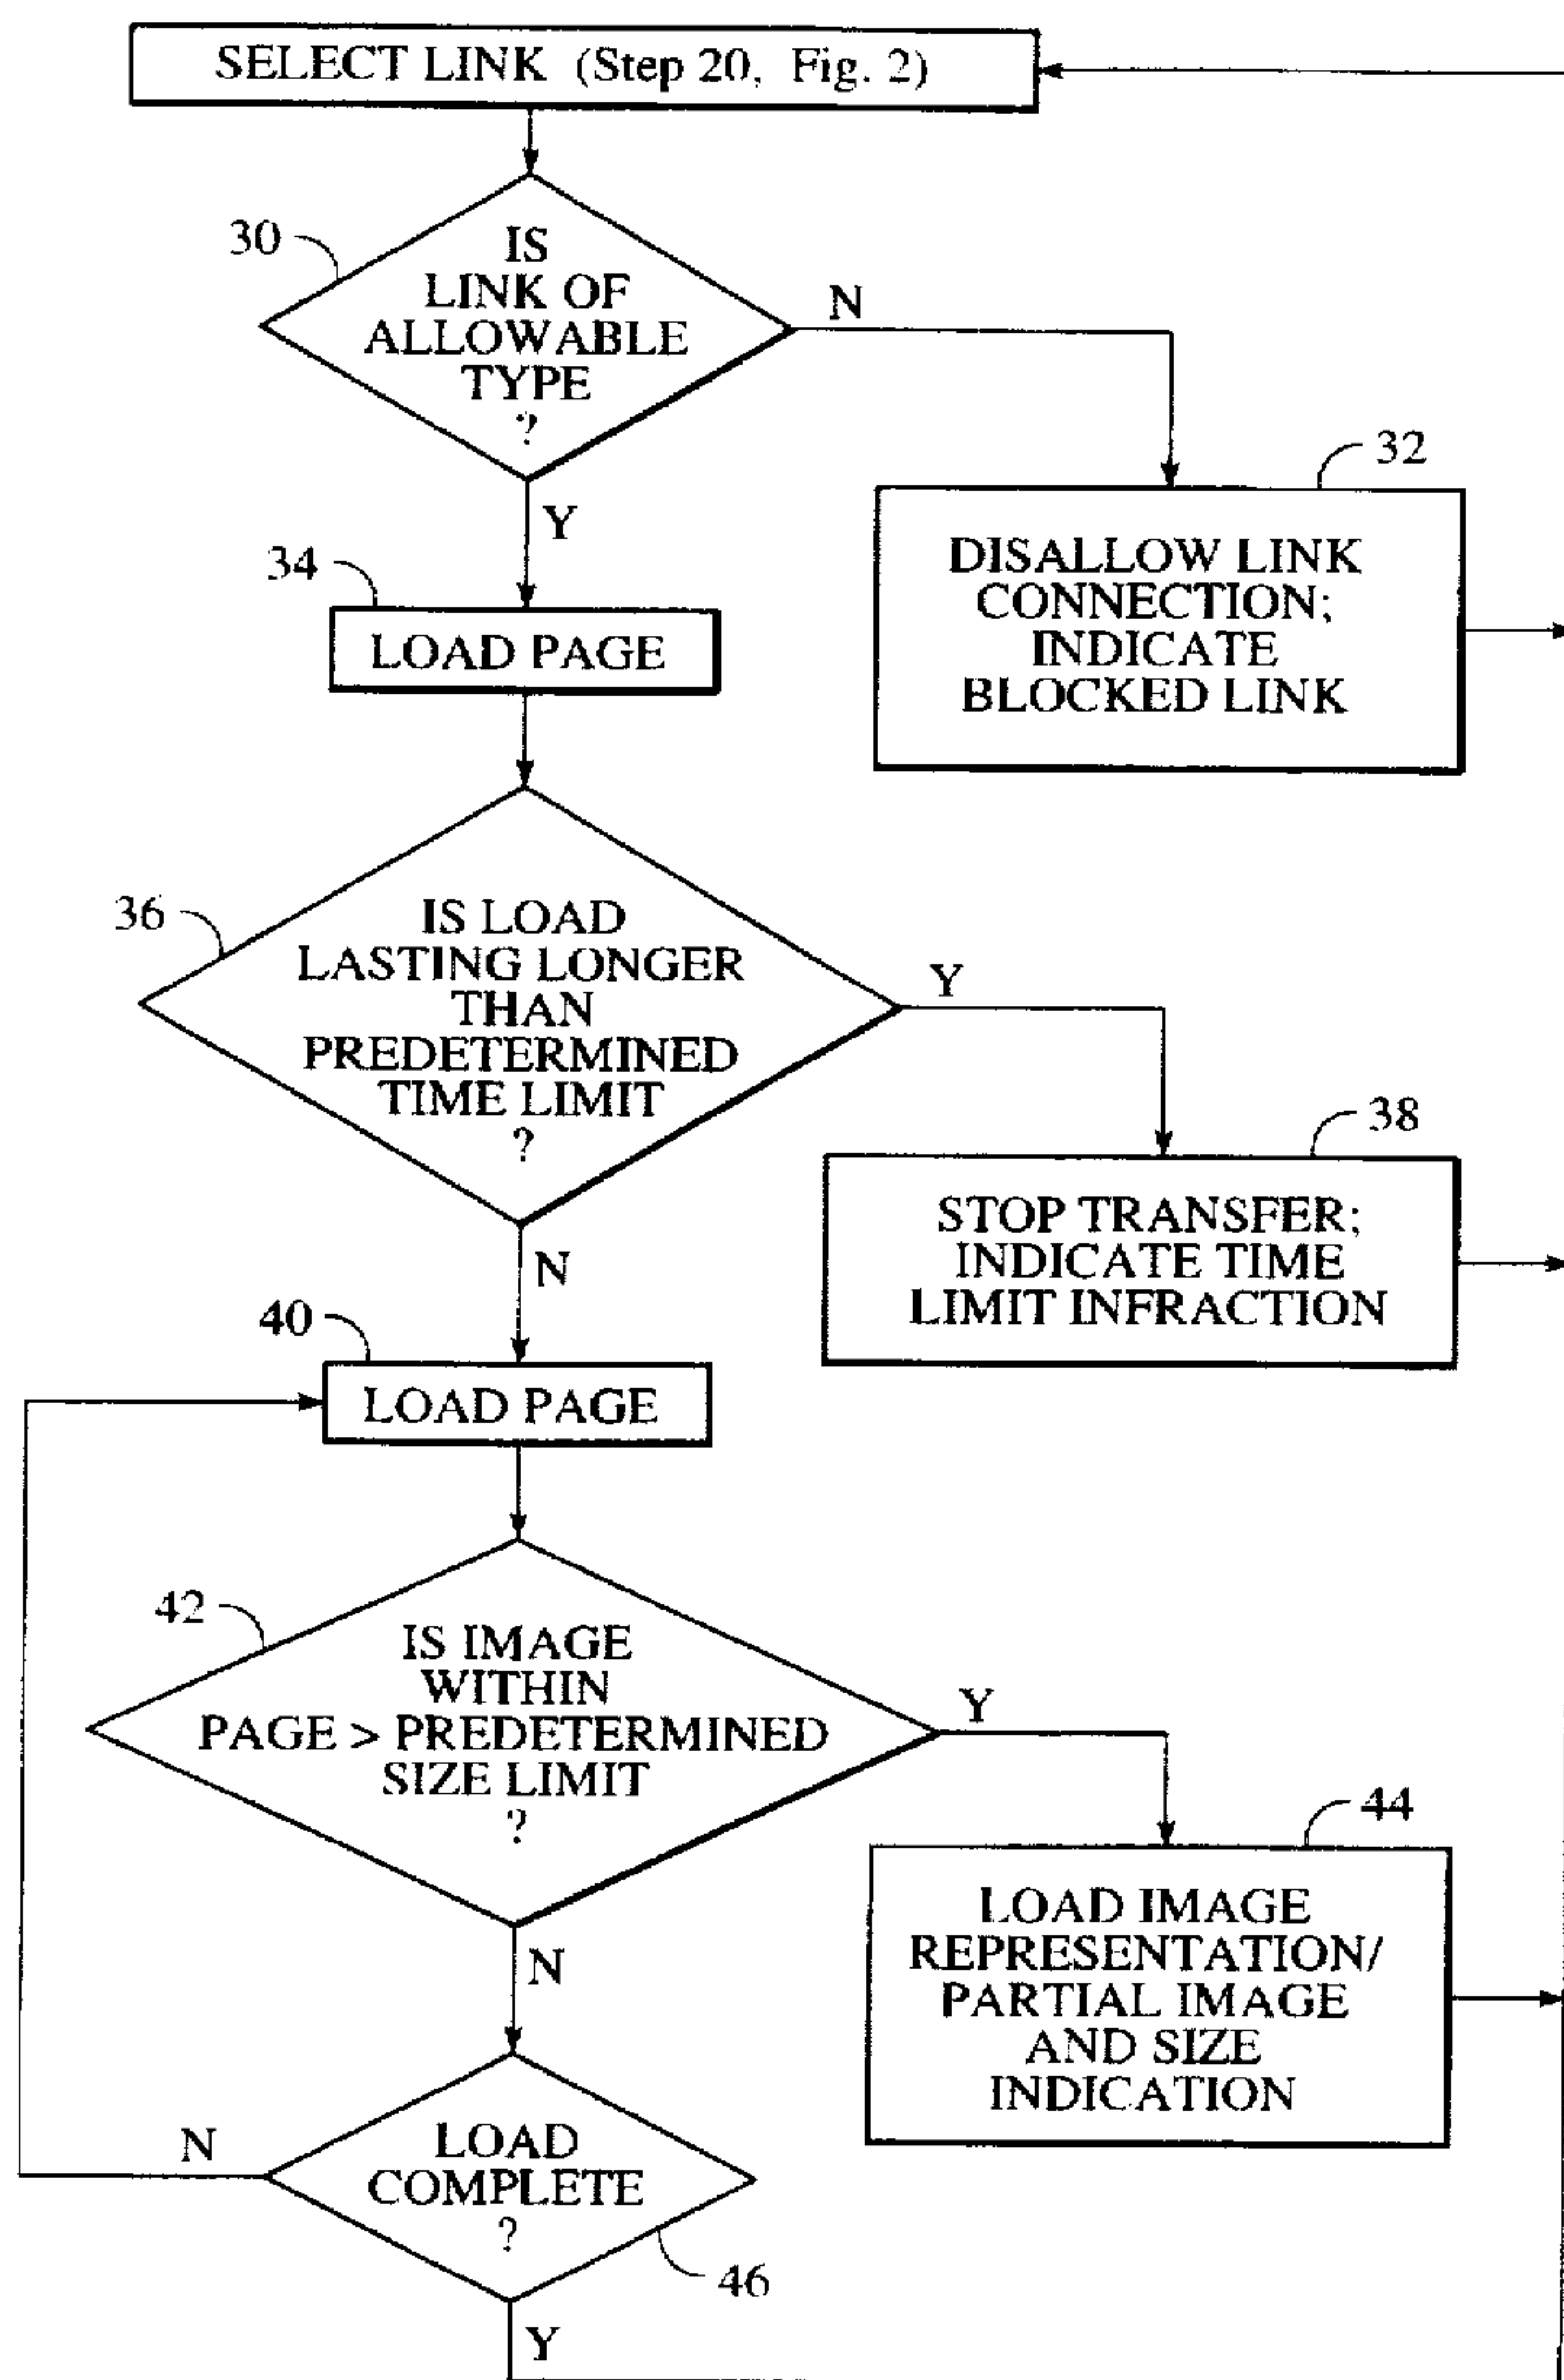 SELECT LINK (Step 20, Fig. 2)
30
IS
LINK OF
ALLOWABLE
TYPE
?
N
Y
32
DISALLOW LINK
CONNECTION;
INDICATE
BLOCKED LINK
34
LOAD PAGE
36
IS LOAD
LASTING LONGER
THAN
PREDETERMINED
TIME LIMIT
?
Y
N
38
STOP TRANSFER;
INDICATE TIME
LIMIT INFRACTION
40
LOAD PAGE
42
IS IMAGE
WITHIN
PAGE > PREDETERMINED
SIZE LIMIT
?
Y
N
44
LOAD IMAGE
REPRESENTATION/
PARTIAL IMAGE
AND SIZE
INDICATION
N
LOAD
COMPLETE
?
46
Y